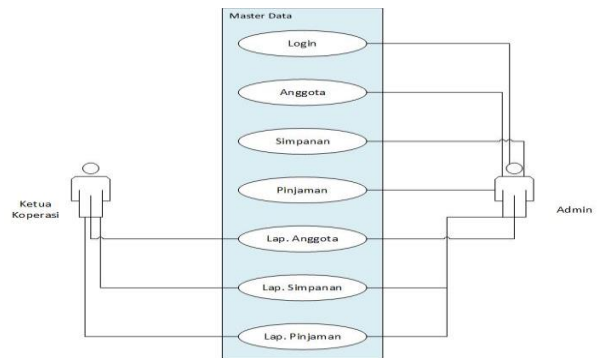 Master Data
Login
Anggota
Simpanan
Pinjaman
Ketua
Koperasi
Admin
Lap. Anggota
Lap. Simpanan
Lap. Pinjaman